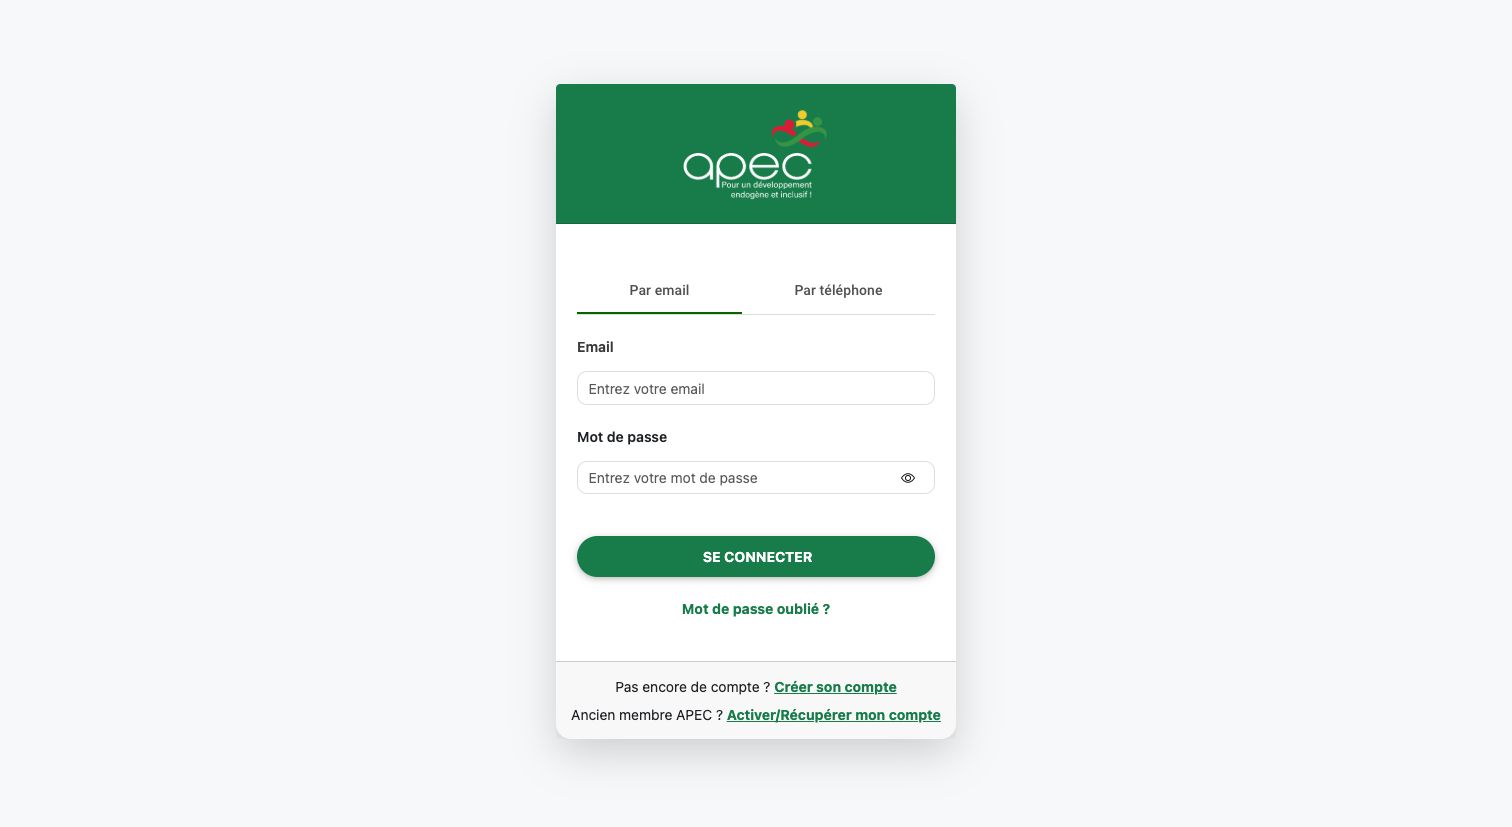 apec
Pour un développement
endogène et inclusif !
Par email
Par téléphone
Email
Entrez votre email
Mot de passe
Entrez votre mot de passe
SE CONNECTER
Mot de passe oublié ?
Pas encore de compte ? Créer son compte
Ancien membre APEC ? Activer/Récupérer mon compte